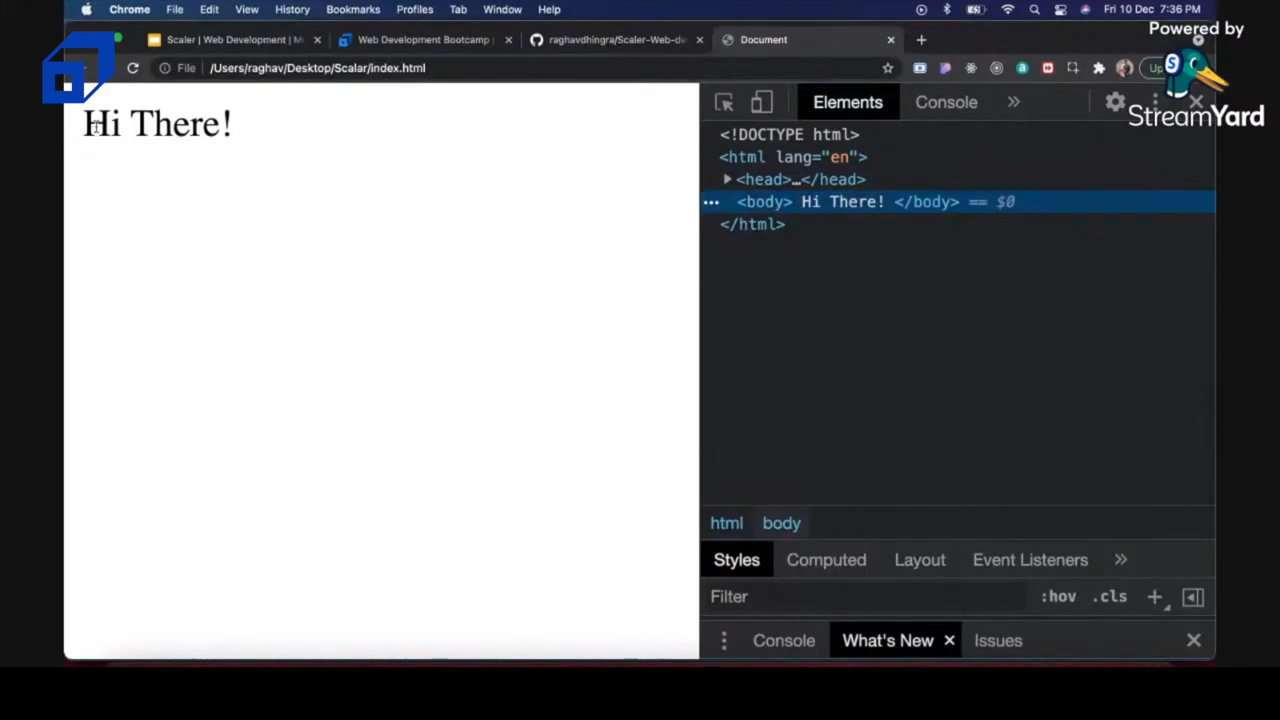 Chrome File Edit View History Bookmarks Profiles Tab Window Help Fri 10 Dec 7:36 PM
Powered by
Scaler | Web Development | M
Web Development Bootcamp |
raghavdhingra/Scaler-Web-de
Document
File /Users/raghav/Desktop/Scalar/index.html
StreamYard
Hi There!
Elements Console »
<!DOCTYPE html>
<html lang="en">
<head>…</head>
<body> Hi There! </body> == $0
</html>
html body
Styles Computed Layout Event Listeners »
Filter :hov .cls +
Console What's New × Issues